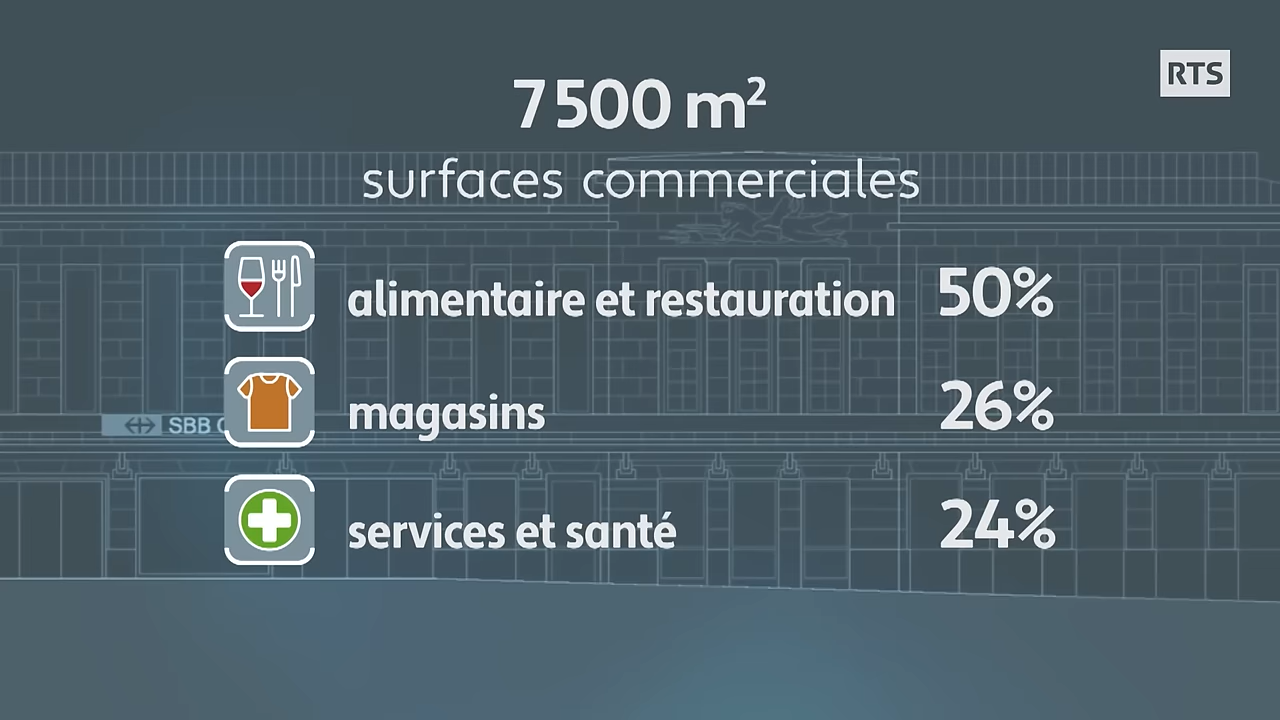 RTS
7500 m²
surfaces commerciales
alimentaire et restauration 50%
magasins 26%
SBB
services et santé 24%